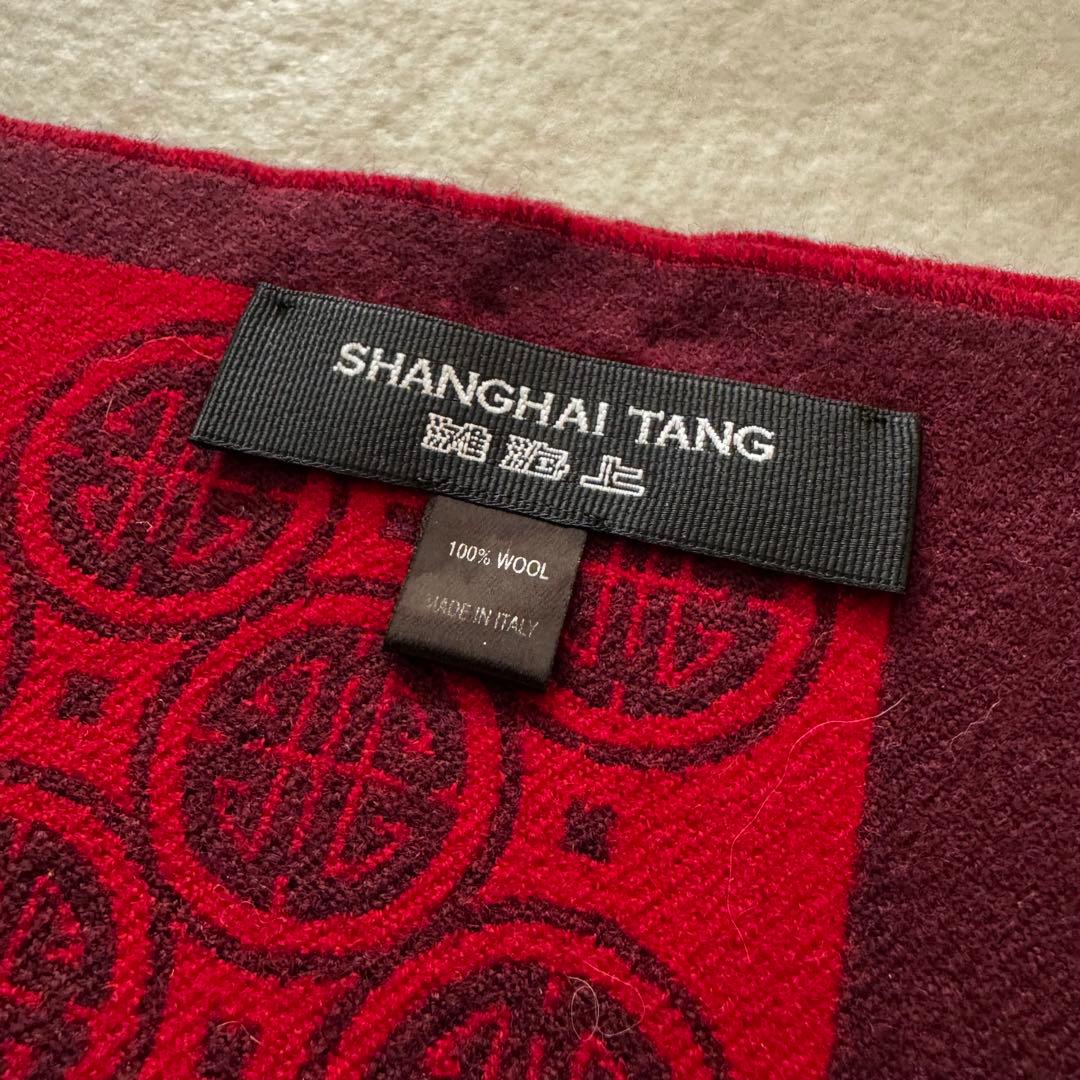 SHANGHAI TANG
灘海上
100% WOOL
MADE IN ITALY